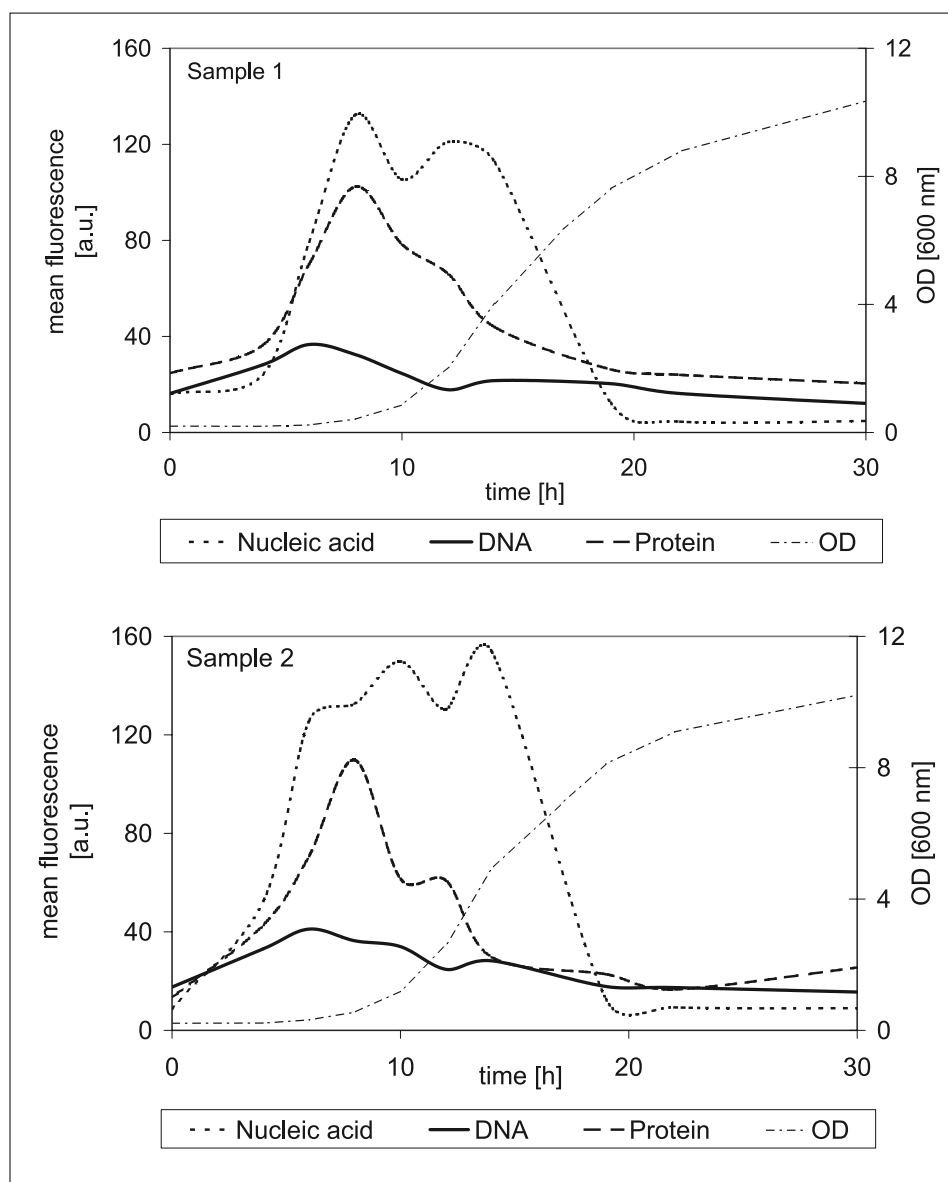 Sample 1
mean fluorescence
[a.u.]
160
120
80
40
0
12
8
4
0
OD [600 nm]
0 10 20 30
time [h]
Nucleic acid DNA Protein OD
Sample 2
mean fluorescence
[a.u.]
160
120
80
40
0
12
8
4
0
OD [600 nm]
0 10 20 30
time [h]
Nucleic acid DNA Protein OD